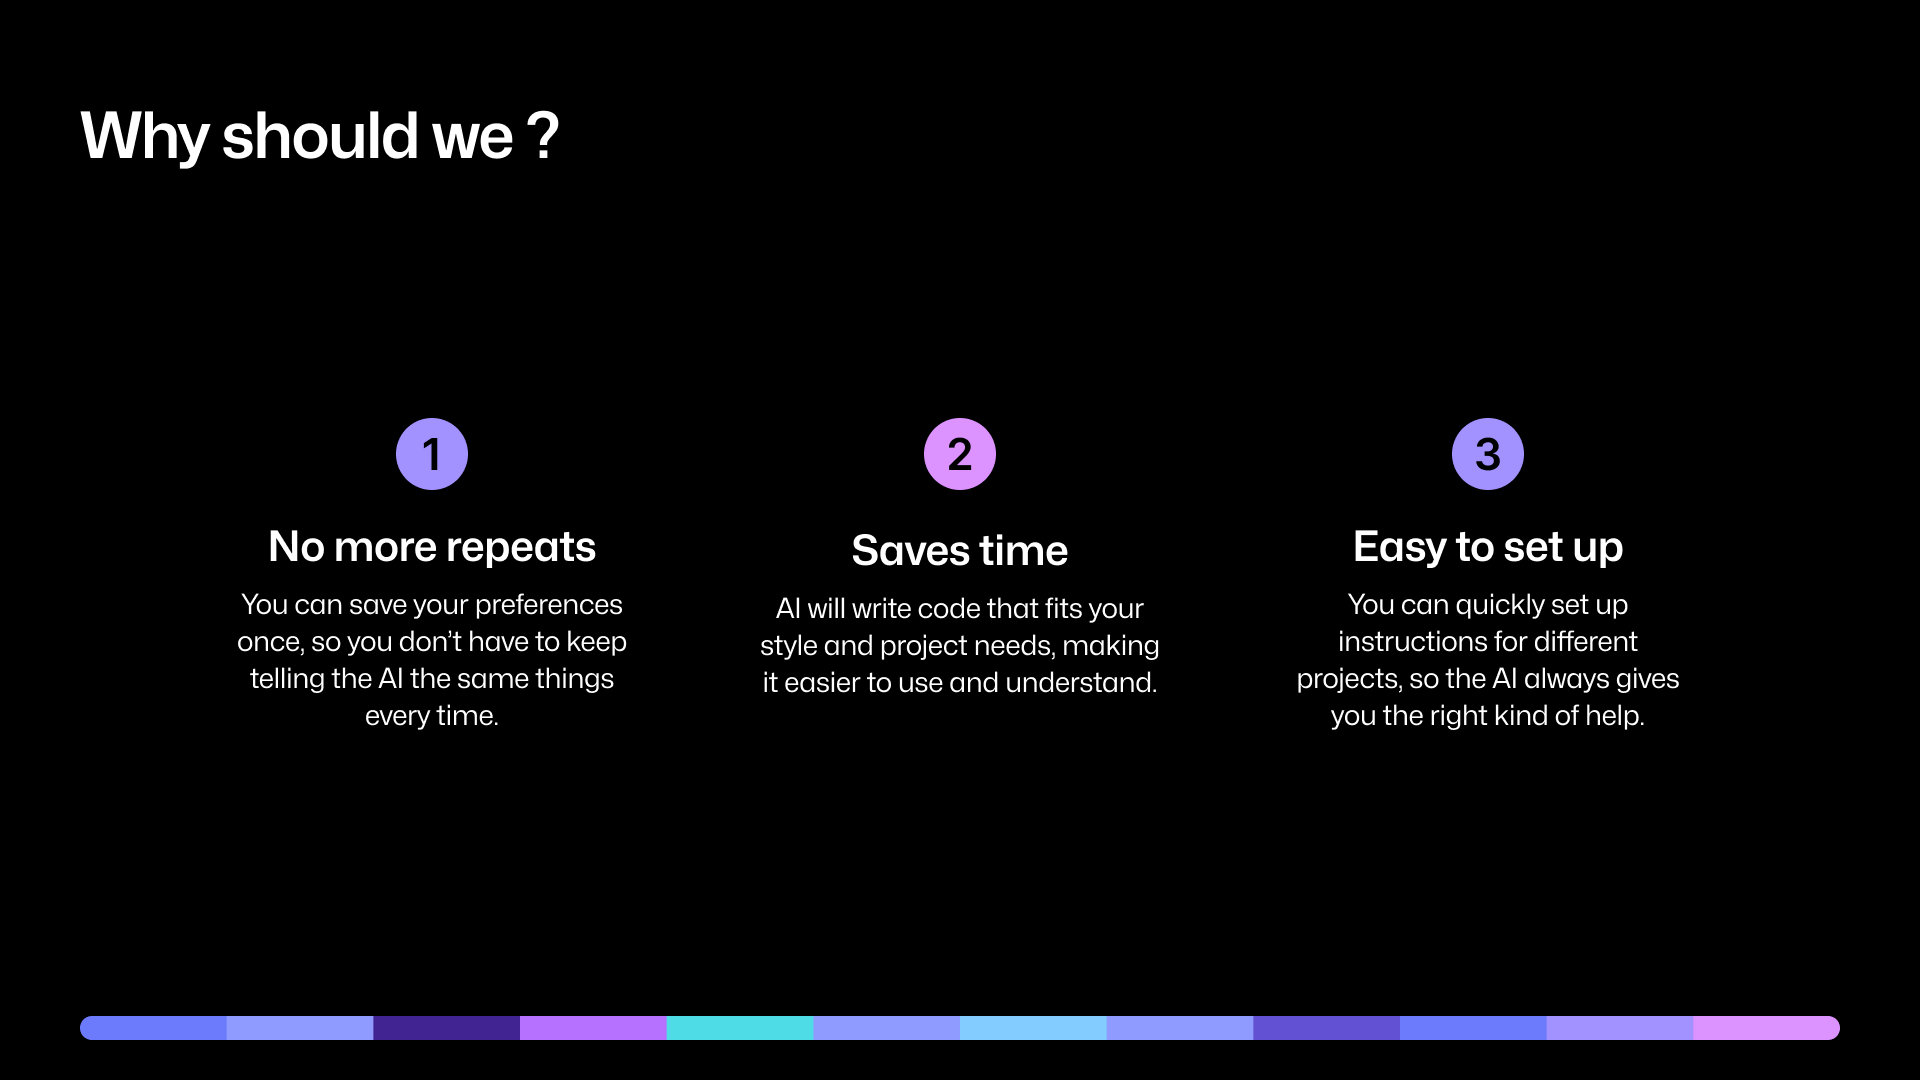 Why should we ?
1
No more repeats
You can save your preferences
once, so you don’t have to keep
telling the AI the same things
every time.
2
Saves time
AI will write code that fits your
style and project needs, making
it easier to use and understand.
3
Easy to set up
You can quickly set up
instructions for different
projects, so the AI always gives
you the right kind of help.